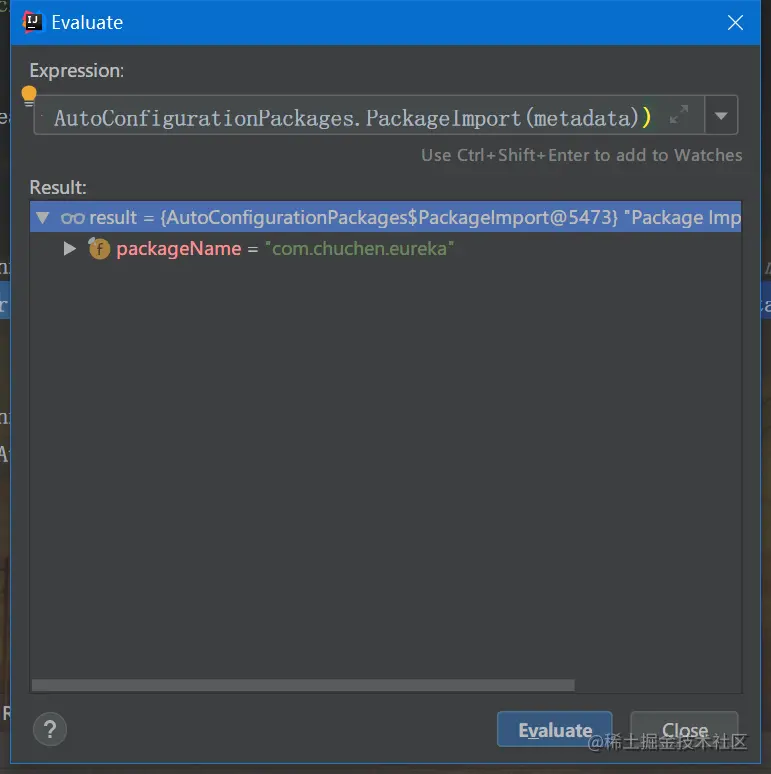 Evaluate
Expression:
AutoConfigurationPackages.PackageImport(metadata))
Use Ctrl+Shift+Enter to add to Watches
Result:
result = {AutoConfigurationPackages$PackageImport@5473} "Package Imp
packageName = "com.chuchen.eureka"
?
Evaluate
Close
@稀土掘金技术社区